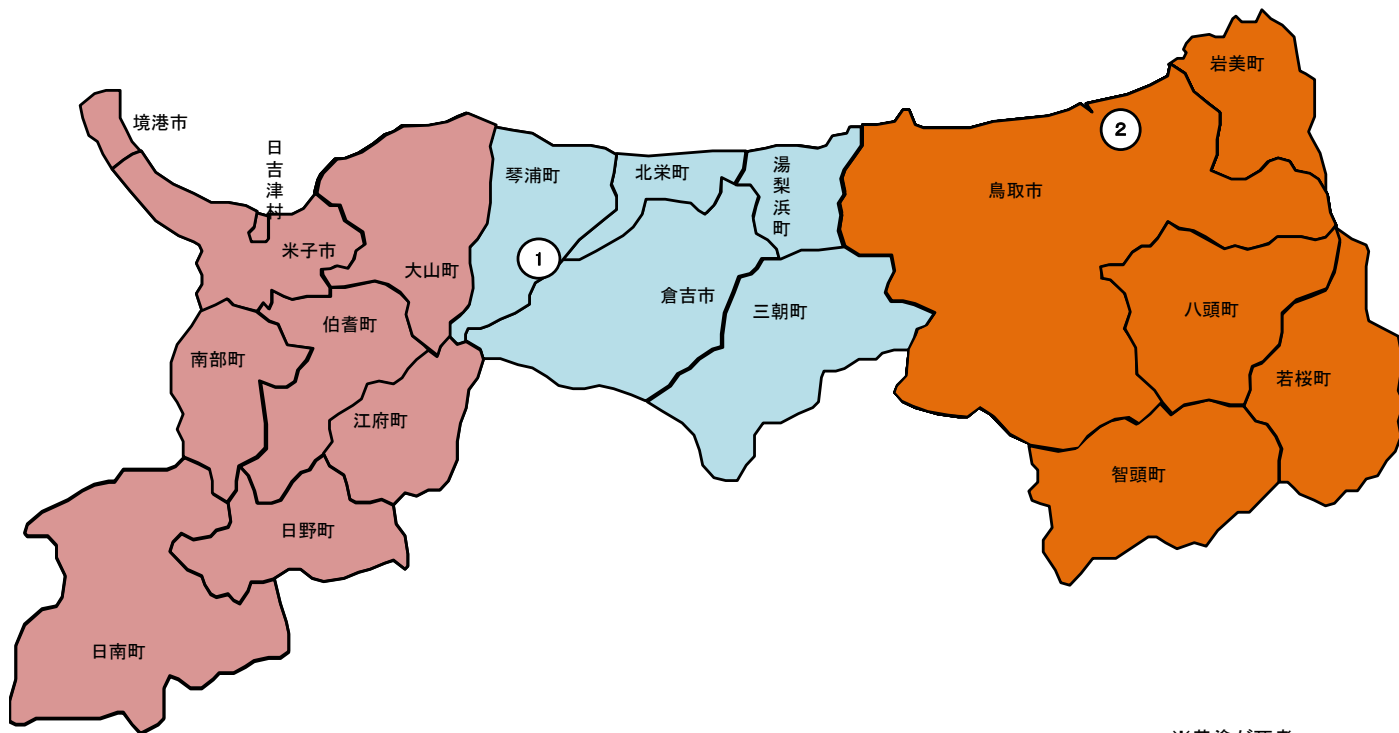 岩美町
境港市
②
日吉津村
琴浦町
北栄町
湯梨浜町
鳥取市
米子市
①
大山町
倉吉市
三朝町
八頭町
伯耆町
南部町
若桜町
江府町
智頭町
日野町
日南町